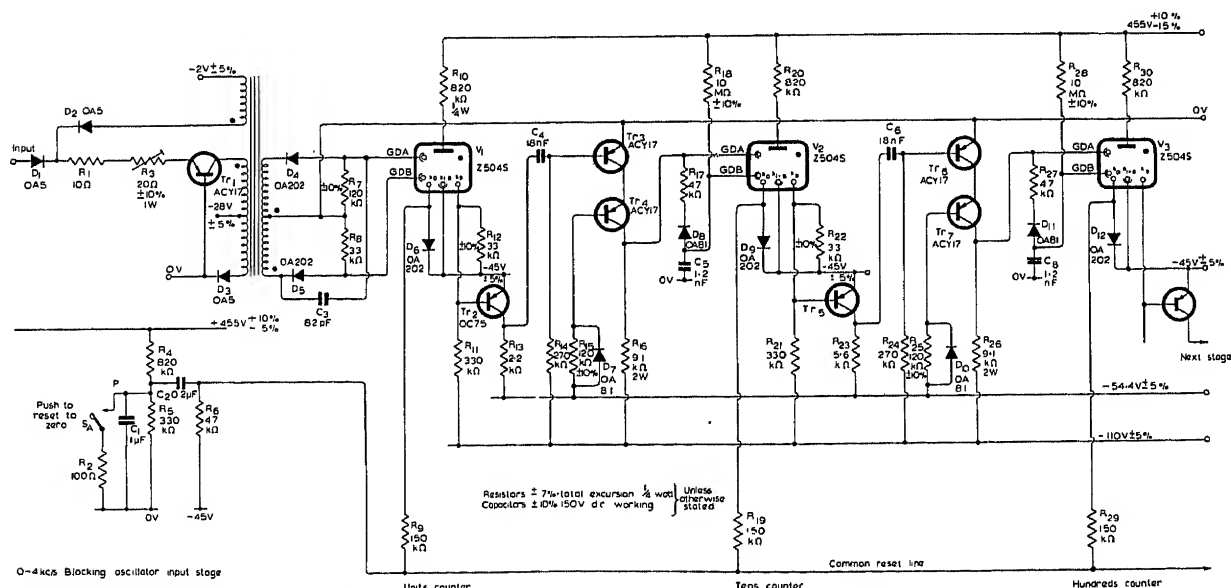 +10%
455V-15%
-2V±5%
D2 OA5
Input
D1
OA5
R1
10Ω
R3
20Ω
±10%
1W
Tr1
ACY17
-28V
±5%
0V
D3
OA5
D4
OA202
OA202
D5
C3
82pF
±10%
R7
120
kΩ
R8
33
kΩ
R10
820
kΩ
¼W
V1
Z504S
GDA
GDB
D6
OA
202
R12
±10%
33
kΩ
-45V
±5%
Tr2
OC75
R11
330
kΩ
R13
2·2
kΩ
C4
18nF
Tr3
ACY17
Tr4
ACY17
R14
270
kΩ
R15
120
kΩ
±10%
D7
OA
81
R16
91
kΩ
2W
R18
10
MΩ
±10%
R17
47
kΩ
D8
OA81
C5
1·2
nF
0V
R20
820
kΩ
GDA
GDB
V2
Z504S
D9
OA
202
R22
±10%
33
kΩ
-45V
±5%
Tr5
R21
330
kΩ
R23
5·6
kΩ
C6
18nF
Tr6
ACY17
Tr7
ACY17
R24
270
kΩ
R25
120
kΩ
±10%
D10
OA
81
R26
9·1
kΩ
2W
R28
10
MΩ
±10%
R27
47
kΩ
D11
OA81
C8
1·2
nF
0V
R30
820
kΩ
0V
GDA
GDB
V3
Z504S
D12
OA
202
-45V±5%
Next stage
-54·4V±5%
-110V±5%
+455V+10%
-5%
R4
820
kΩ
P
C2 0·2µF
Push to
reset to
zero
SA
C1
1µF
R5
330
kΩ
R6
47
kΩ
R2
100Ω
0V
-45V
Resistors ±7% total excursion ¼ watt
Capacitors ±10% 150V dc working
Unless
otherwise
stated
R9
150
kΩ
R19
150
kΩ
R29
150
kΩ
Common reset line
0-4kc/s Blocking oscillator input stage
Units counter
Tens counter
Hundreds counter